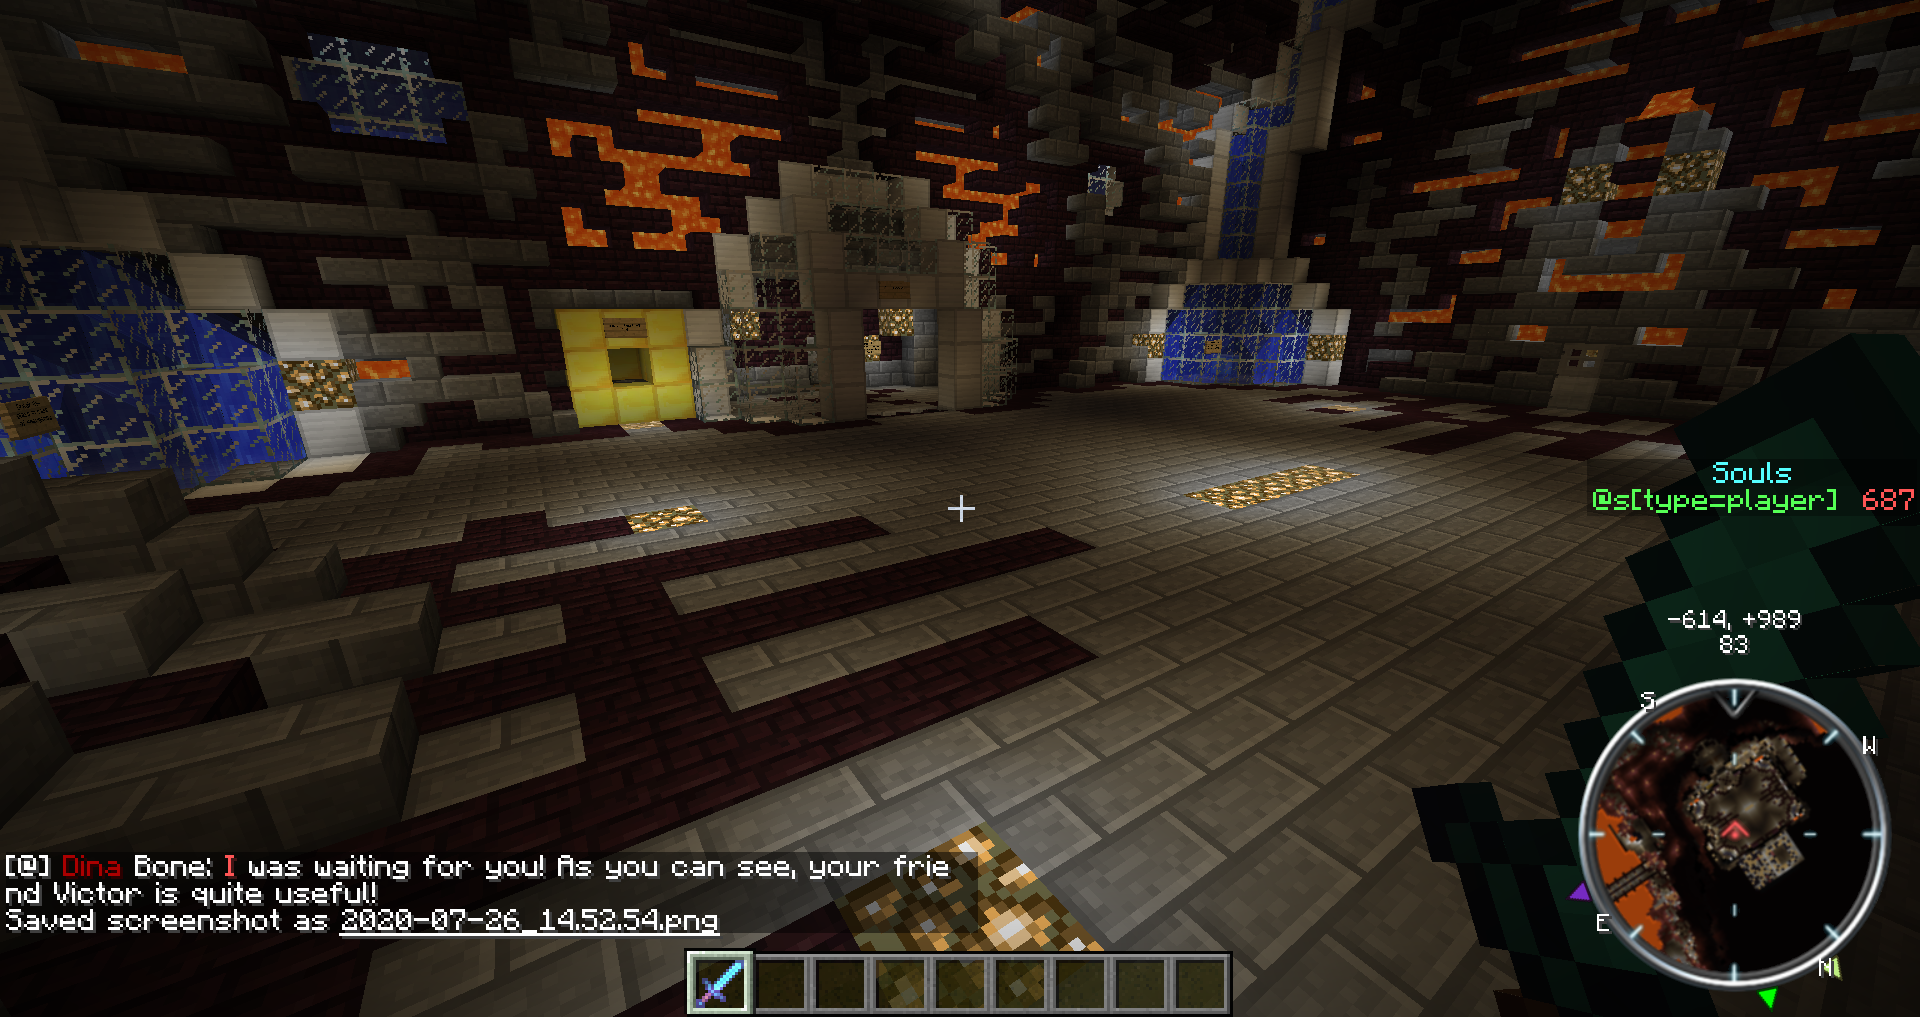 Souls
@s[type=player] 687
-614, +989
83
S
W
E
N
[@] Dina Bone: I was waiting for you! As you can see, your frie
nd Victor is quite useful!
Saved screenshot as 2020-07-26_14.52.54.png